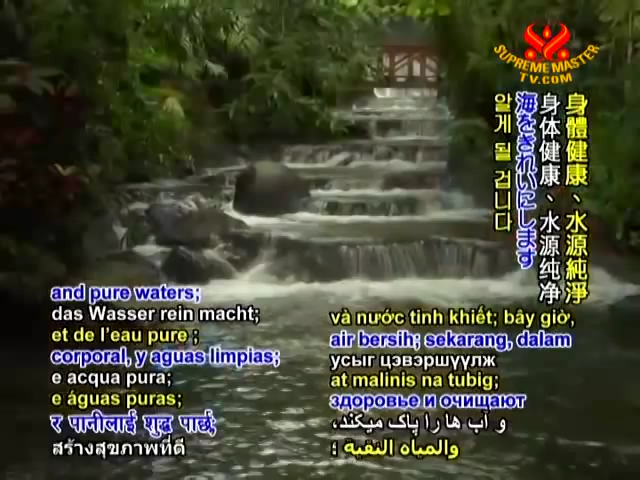 SUPREME MASTER
TV.COM
身體健康、水源純淨
身体健康、水源纯净
海をきれいにします
알게 될 겁니다
and pure waters;
das Wasser rein macht;
et de l'eau pure ;
corporal, y aguas limpias;
e acqua pura;
e águas puras;
र पानीलाई शुद्ध पार्छ;
สร้างสุขภาพที่ดี
và nước tinh khiết; bây giờ,
air bersih; sekarang, dalam
усыг цэвэршүүлж
at malinis na tubig;
здоровье и очищают
و آب ها را پاک میکند،
والمياه النقية ؛